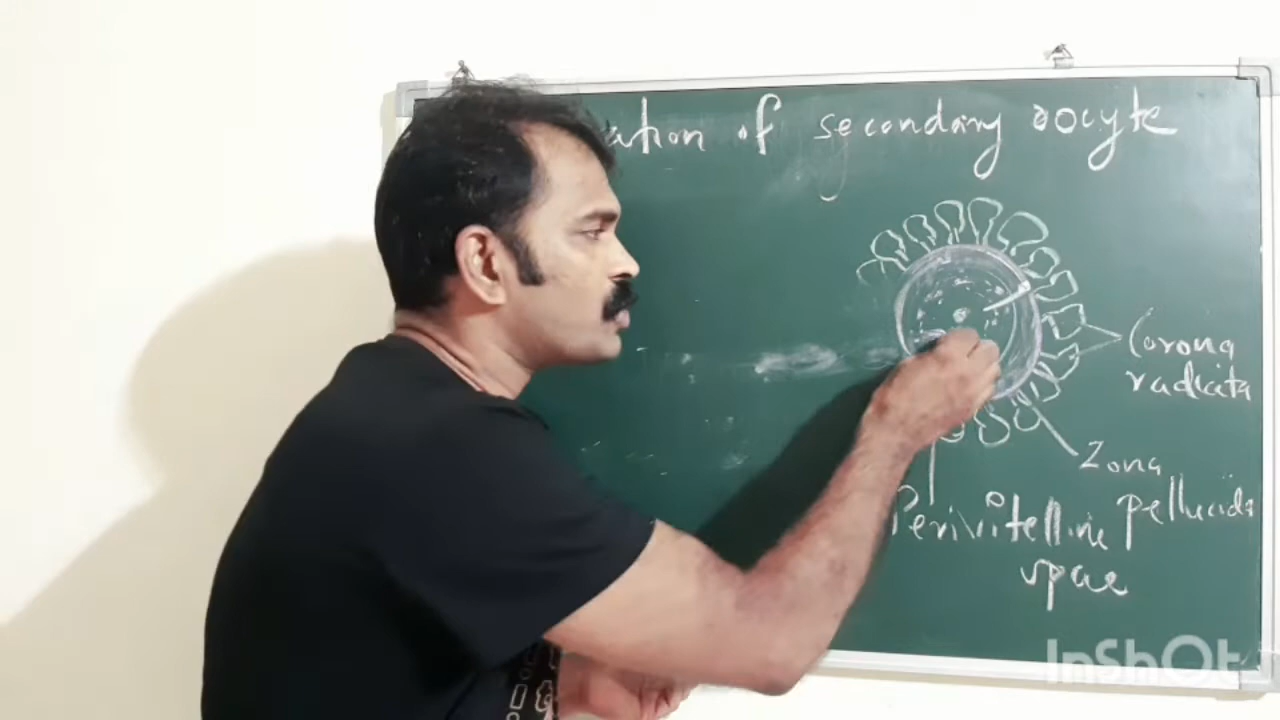 ation of secondary oocyte
Corona
radiata
Zona
pellucida
Perivitelline
space
InShOt